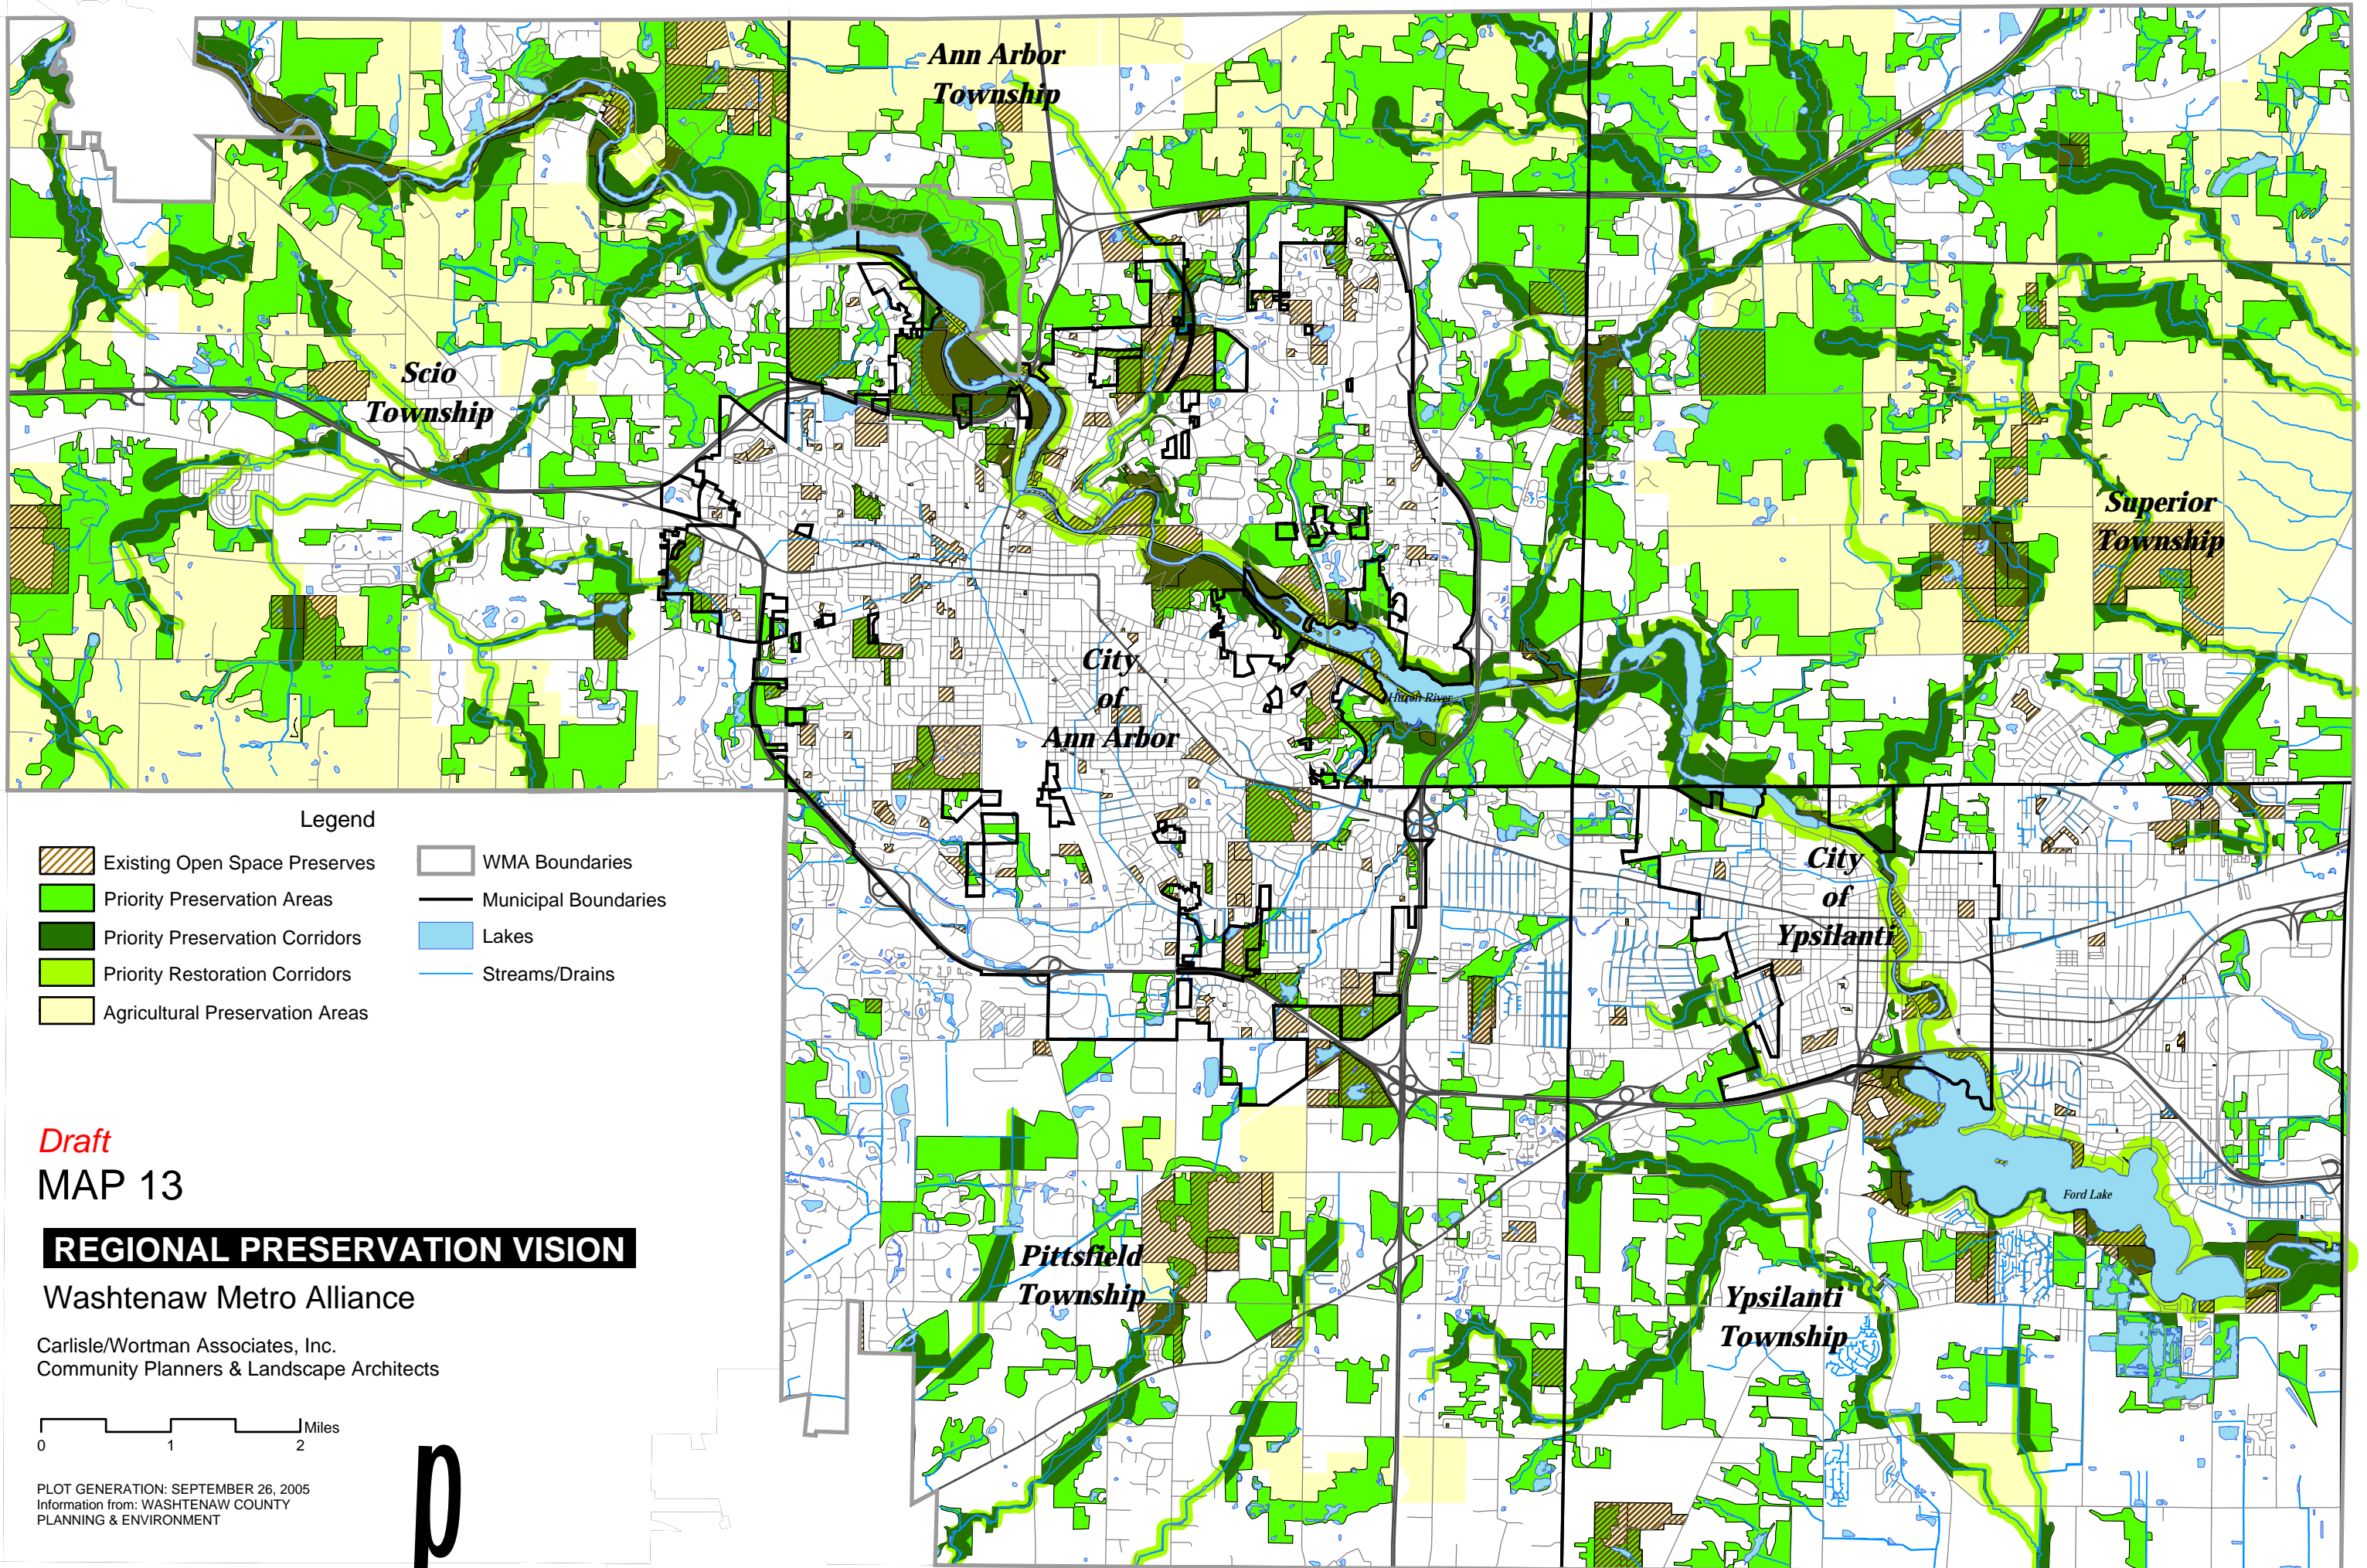 Ann Arbor
Township
Scio
Township
Superior
Township
City
of
Ann Arbor
Huron River
City
of
Ypsilanti
Ford Lake
Pittsfield
Township
Ypsilanti
Township
Legend
Existing Open Space Preserves
Priority Preservation Areas
Priority Preservation Corridors
Priority Restoration Corridors
Agricultural Preservation Areas
WMA Boundaries
Municipal Boundaries
Lakes
Streams/Drains
Draft
MAP 13
REGIONAL PRESERVATION VISION
Washtenaw Metro Alliance
Carlisle/Wortman Associates, Inc.
Community Planners & Landscape Architects
Miles
0 1 2
PLOT GENERATION: SEPTEMBER 26, 2005
Information from: WASHTENAW COUNTY
PLANNING & ENVIRONMENT
p